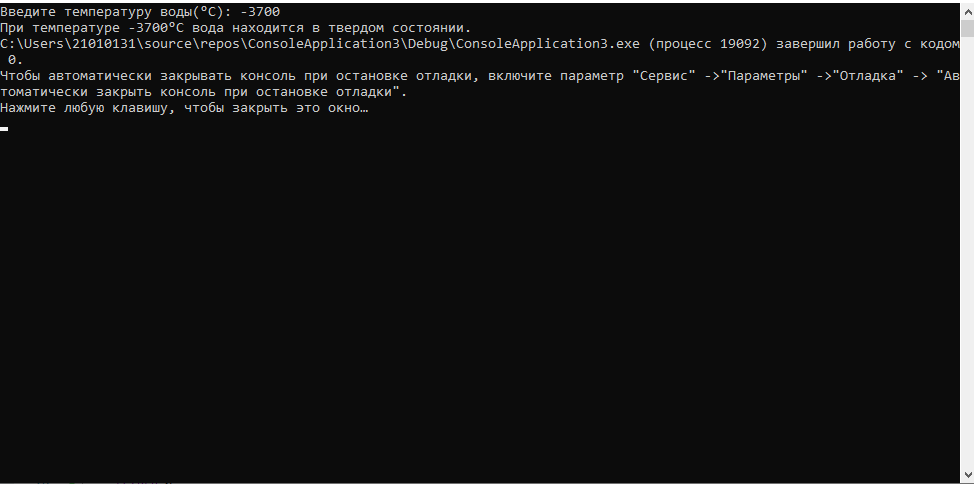 Введите температуру воды(°C): -3700
При температуре -3700°C вода находится в твердом состоянии.
C:\Users\21010131\source\repos\ConsoleApplication3\Debug\ConsoleApplication3.exe (процесс 19092) завершил работу с кодом
 0.
Чтобы автоматически закрывать консоль при остановке отладки, включите параметр "Сервис" ->"Параметры" ->"Отладка" -> "Ав
томатически закрыть консоль при остановке отладки".
Нажмите любую клавишу, чтобы закрыть это окно…